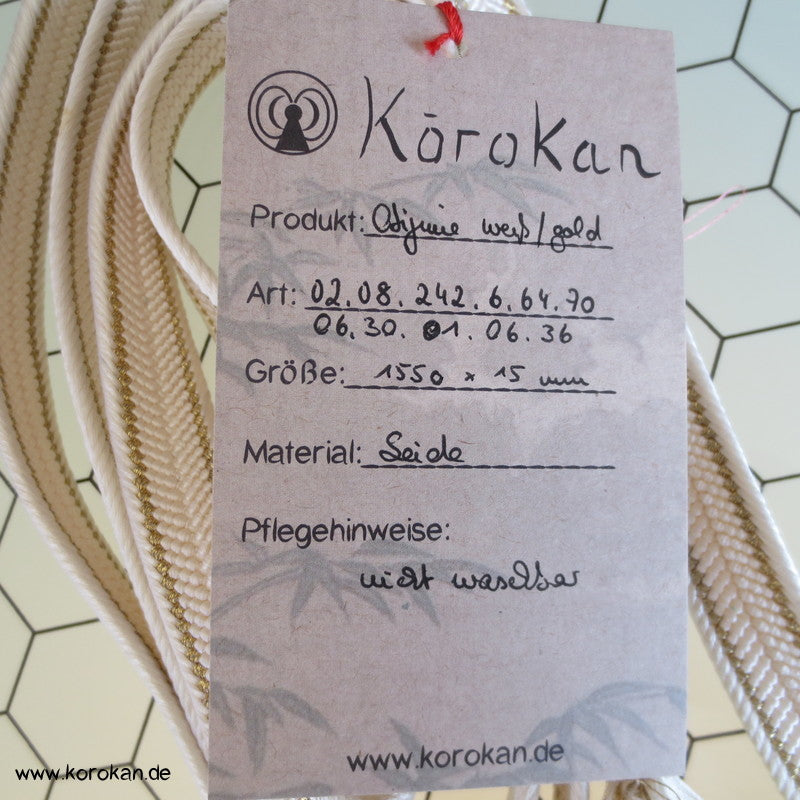 Kōrokan
Produkt: Obijime weiß/gold
Art: 02.08.242.6.64.70
06.30.01.06.36
Größe: 1550 x 15 mm
Material: Seide
Pflegehinweise:
nicht waschbar
www.korokan.de
www.korokan.de